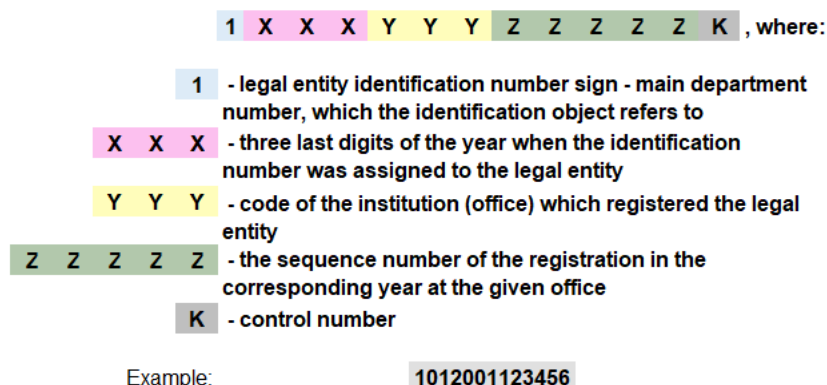 1 X X X Y Y Y Z Z Z Z Z K , where:
1 - legal entity identification number sign - main department
number, which the identification object refers to
X X X - three last digits of the year when the identification
number was assigned to the legal entity
Y Y Y - code of the institution (office) which registered the legal
entity
Z Z Z Z Z - the sequence number of the registration in the
corresponding year at the given office
K - control number
Example: 1012001123456